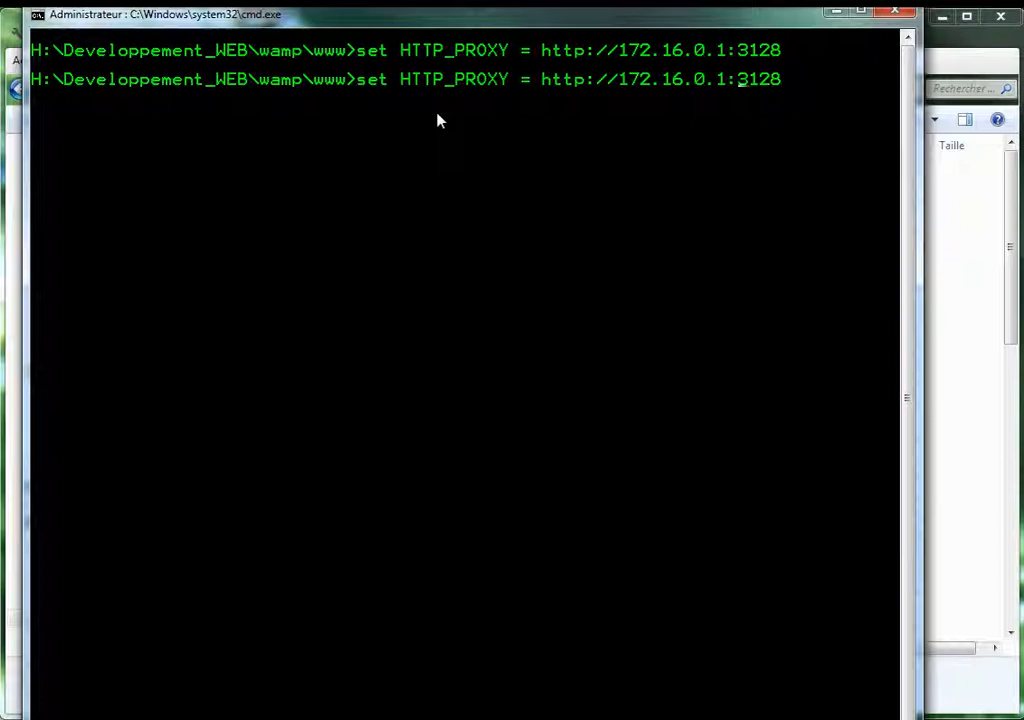 Administrateur : C:\Windows\system32\cmd.exe
H:\Developpement_WEB\wamp\www>set HTTP_PROXY = http://172.16.0.1:3128
H:\Developpement_WEB\wamp\www>set HTTP_PROXY = http://172.16.0.1:3128
Rechercher ...
Taille